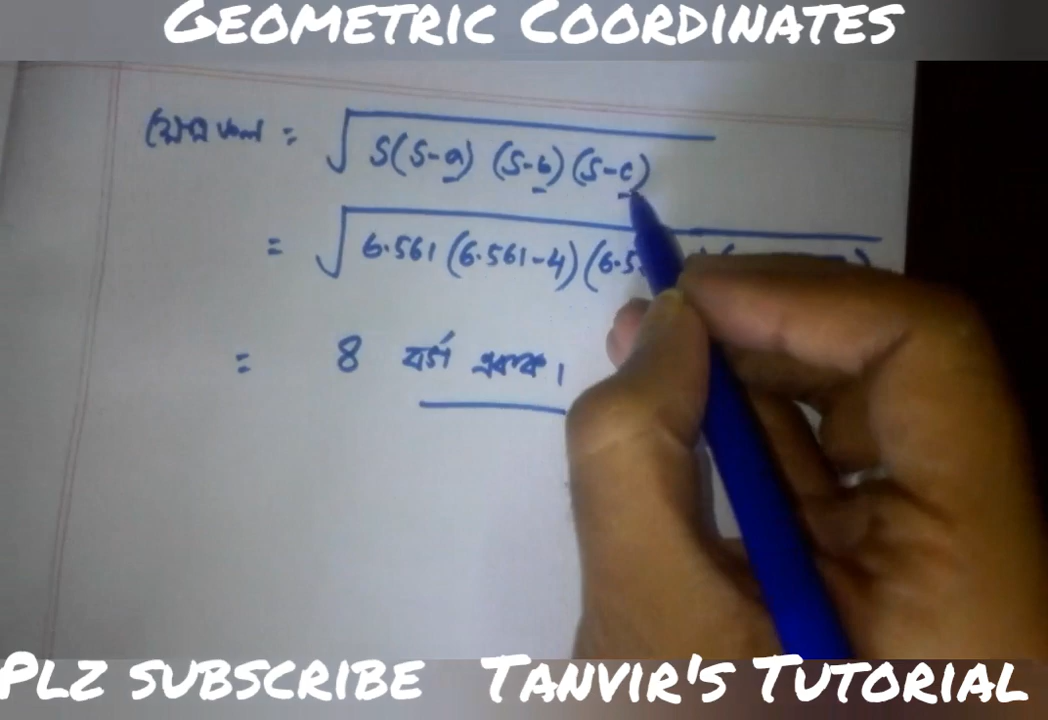 GEOMETRIC COORDINATES
ক্ষেত্রফল = √S(S-a) (S-b) (S-c)
= √6.561 (6.561-4) (6.5
= 8 বর্গ একক।
PLZ SUBSCRIBE TANVIR'S TUTORIAL